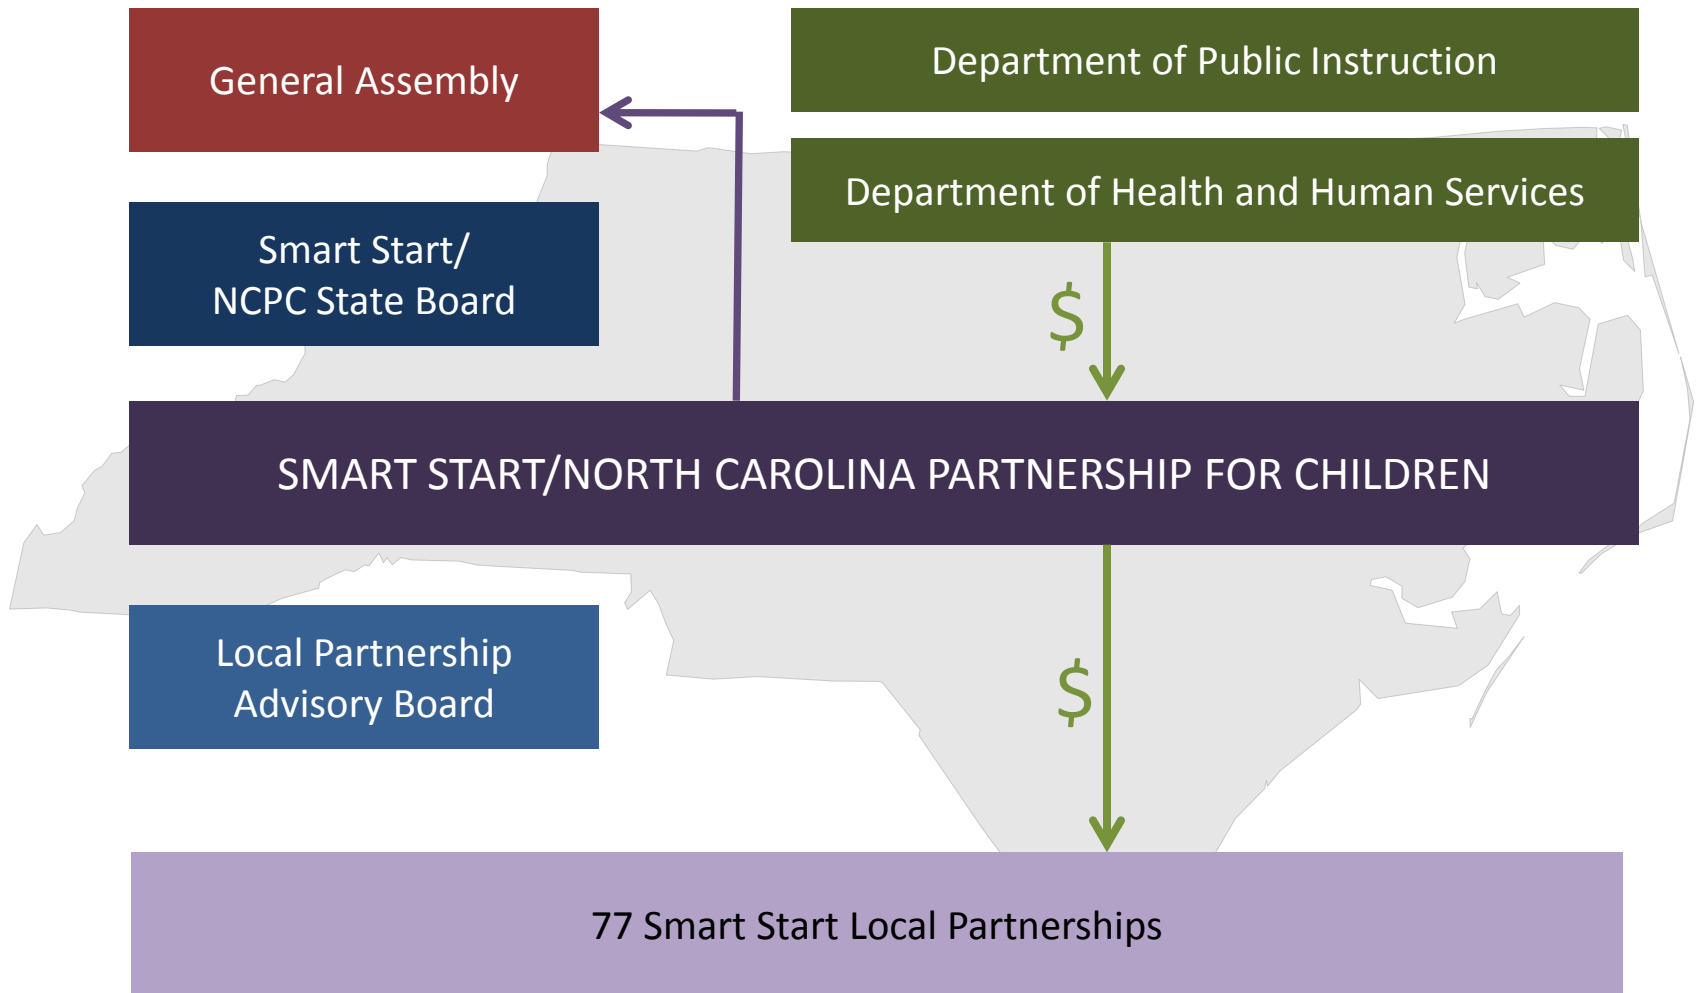 General Assembly
Department of Public Instruction
Department of Health and Human Services
Smart Start/
NCPC State Board
$
SMART START/NORTH CAROLINA PARTNERSHIP FOR CHILDREN
Local Partnership
Advisory Board
$
77 Smart Start Local Partnerships